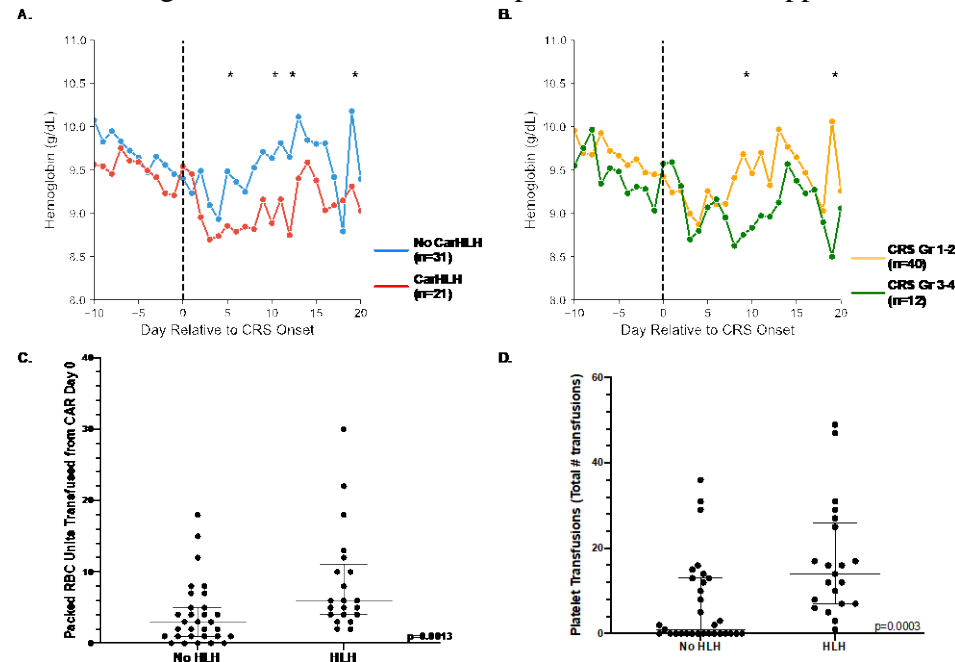 A.
11.0
10.5
10.0
9.5
9.0
8.5
8.0
Hemoglobin (g/dL)
* * * *
−10 −5 0 5 10 15 20
Day Relative to CRS Onset
No CarHLH
(n=31)
CarHLH
(n=21)
B.
11.0
10.5
10.0
9.5
9.0
8.5
8.0
Hemoglobin (g/dL)
* *
−10 −5 0 5 10 15 20
Day Relative to CRS Onset
CRS Gr 1-2
(n=40)
CRS Gr 3-4
(n=12)
C.
Packed RBC Units Transfused from CAR Day 0
40
30
20
10
0
No HLH HLH
p=0.0013
D.
Platelet Transfusions (Total # transfusions)
60
40
20
0
No HLH HLH
p=0.0003